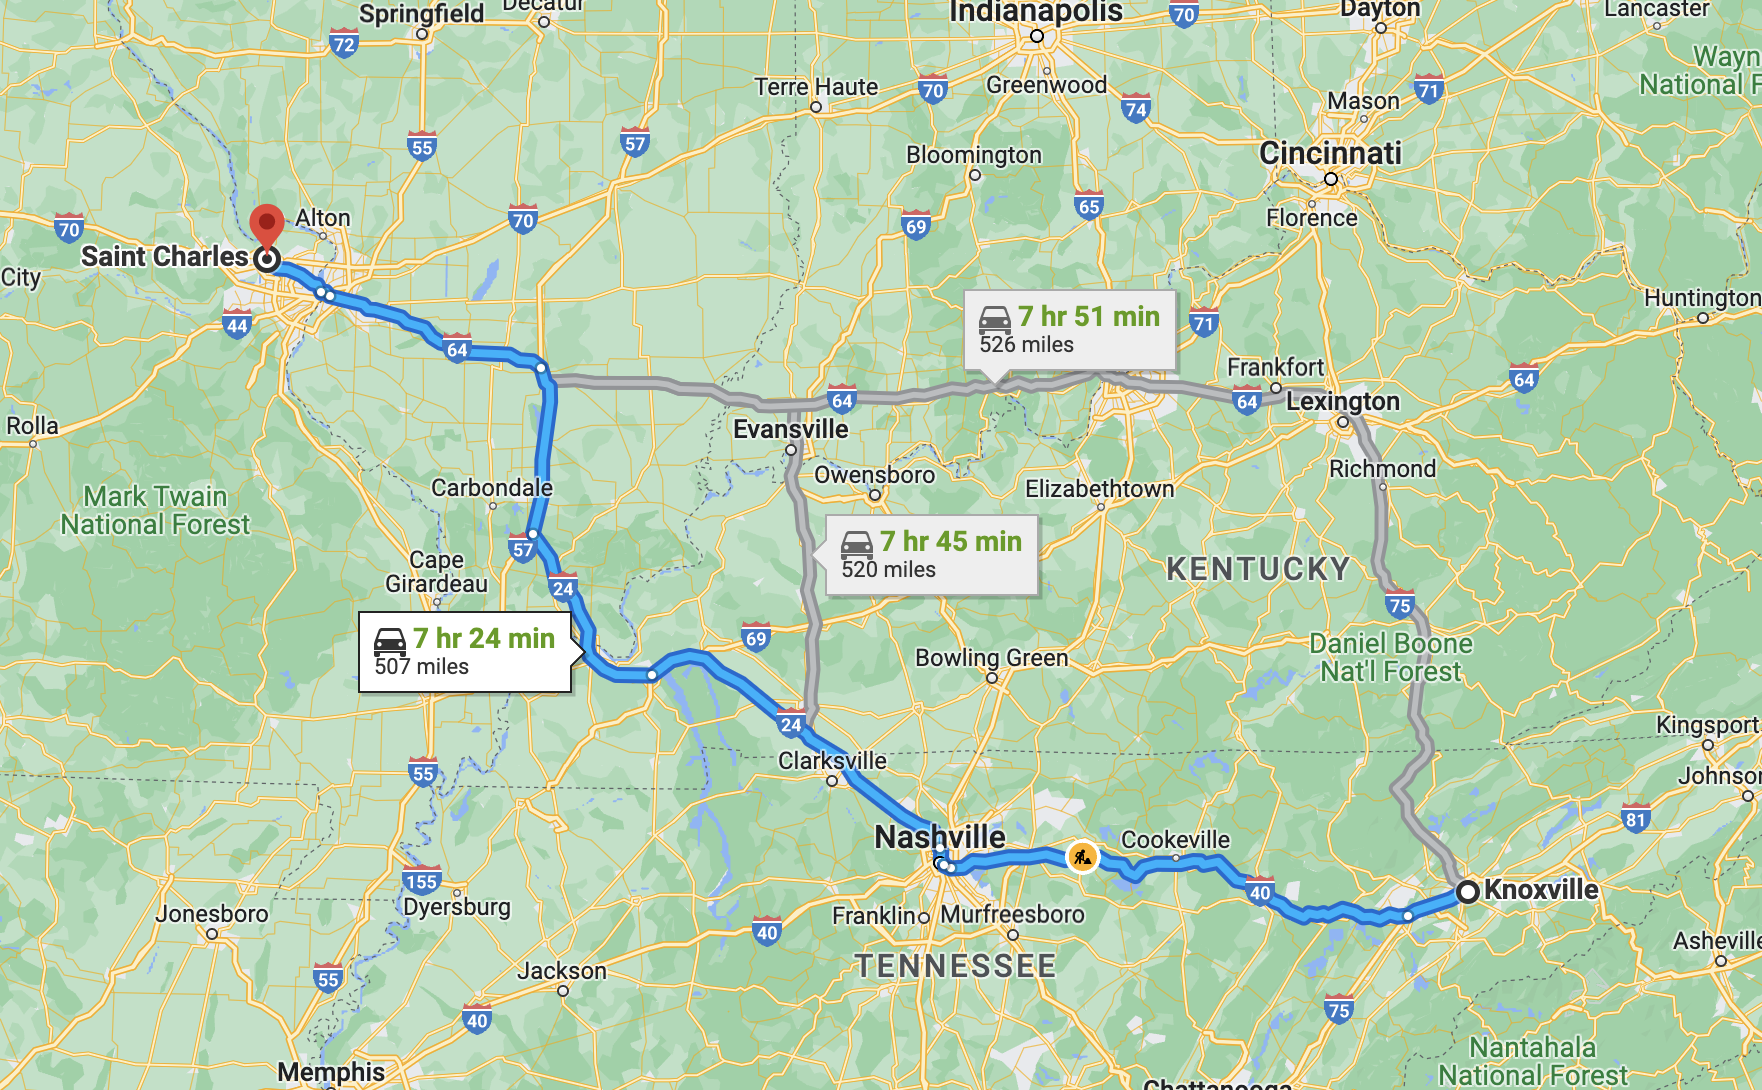 Springfield
Decatur
Indianapolis
70
Dayton
Lancaster
72
Wayn
National F
Terre Haute
70
Greenwood
74
Mason
71
55
57
Bloomington
Cincinnati
70
Alton
70
69
65
Florence
Saint Charles
City
44
64
7 hr 51 min
526 miles
71
Huntington
Frankfort
64
64
64
Lexington
Rolla
Evansville
Richmond
Carbondale
Owensboro
Elizabethtown
Mark Twain
National Forest
57
7 hr 45 min
520 miles
KENTUCKY
Cape
Girardeau
24
75
7 hr 24 min
507 miles
69
Bowling Green
Daniel Boone
Nat'l Forest
24
Kingsport
Clarksville
55
Johnson
Nashville
Cookeville
81
155
Dyersburg
40
Knoxville
Jonesboro
Franklin
Murfreesboro
40
Asheville
TENNESSEE
55
Jackson
40
75
Nantahala
National Forest
Memphis
Chattanooga